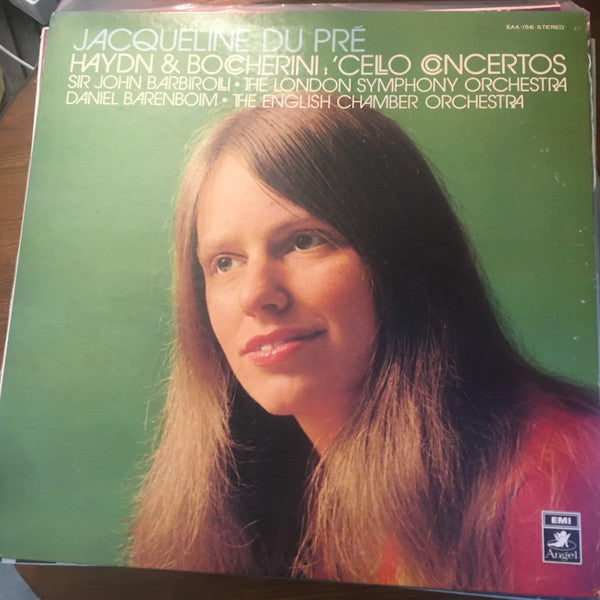 EAA-156 STEREO
JACQUELINE DU PRÉ
HAYDN & BOCCHERINI: 'CELLO CONCERTOS
SIR JOHN BARBIROLLI • THE LONDON SYMPHONY ORCHESTRA
DANIEL BARENBOIM • THE ENGLISH CHAMBER ORCHESTRA
EMI
Angel